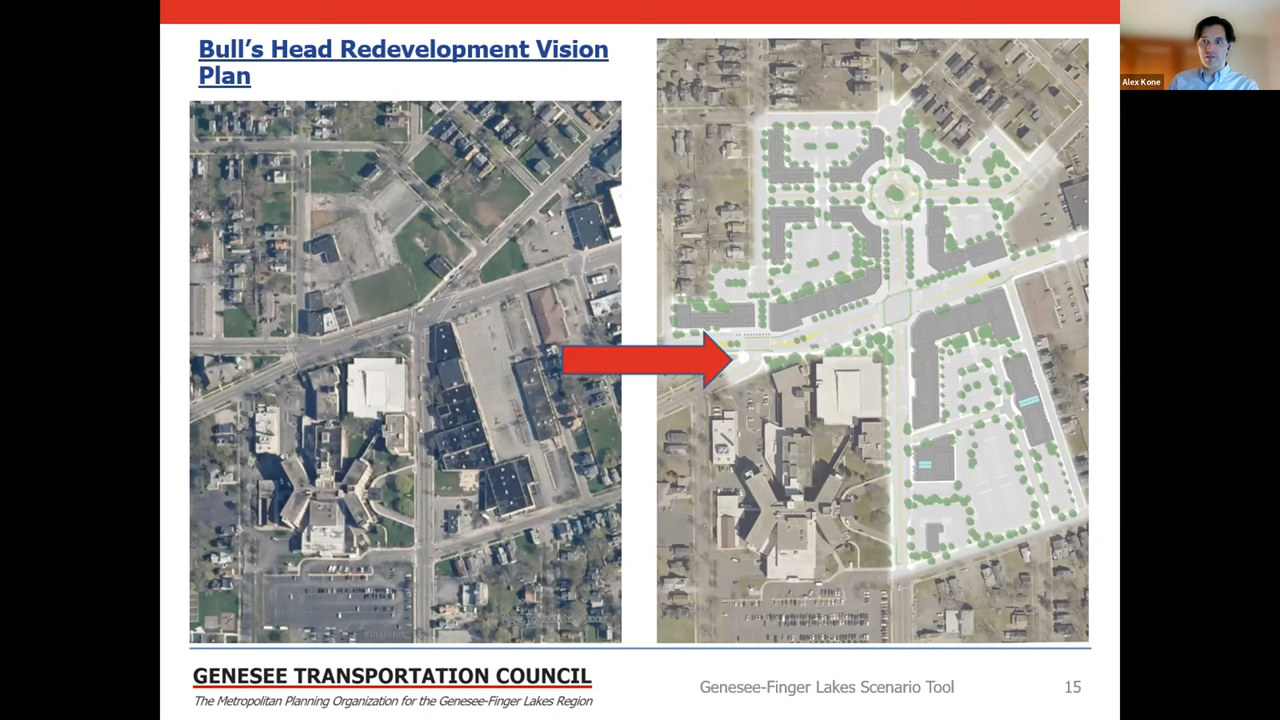 Bull’s Head Redevelopment Vision
Plan
Alex Kone
GENESEE TRANSPORTATION COUNCIL
The Metropolitan Planning Organization for the Genesee-Finger Lakes Region
Genesee-Finger Lakes Scenario Tool
15